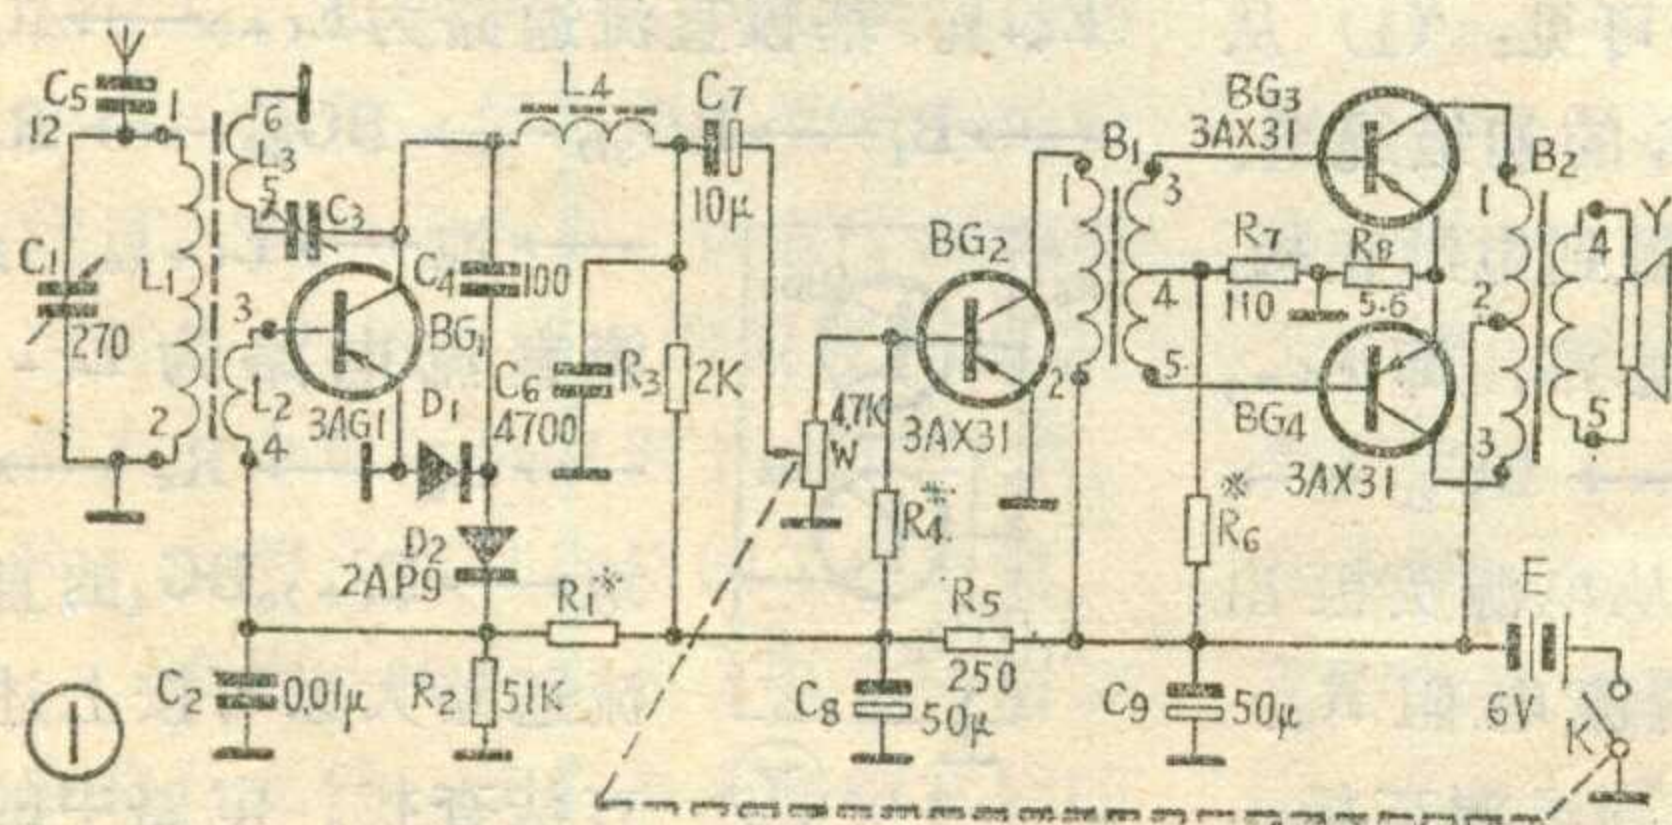 C5
12
1
C1
270
L1
2
6
L3
5
C3
3
L2
4
BG1
3AG1
D1
C4
100
L4
C7
10μ
C6
4700
R3
2K
D2
2AP9
R1※
C2
0.01μ
R2
51K
4.7K
W
BG2
3AX31
R4※
R5
250
C8
50μ
B1
1
2
3
4
5
BG3
3AX31
R7
110
R8
5.6
BG4
3AX31
R6※
C9
50μ
B2
1
2
3
4
5
Y
E
6V
K
①